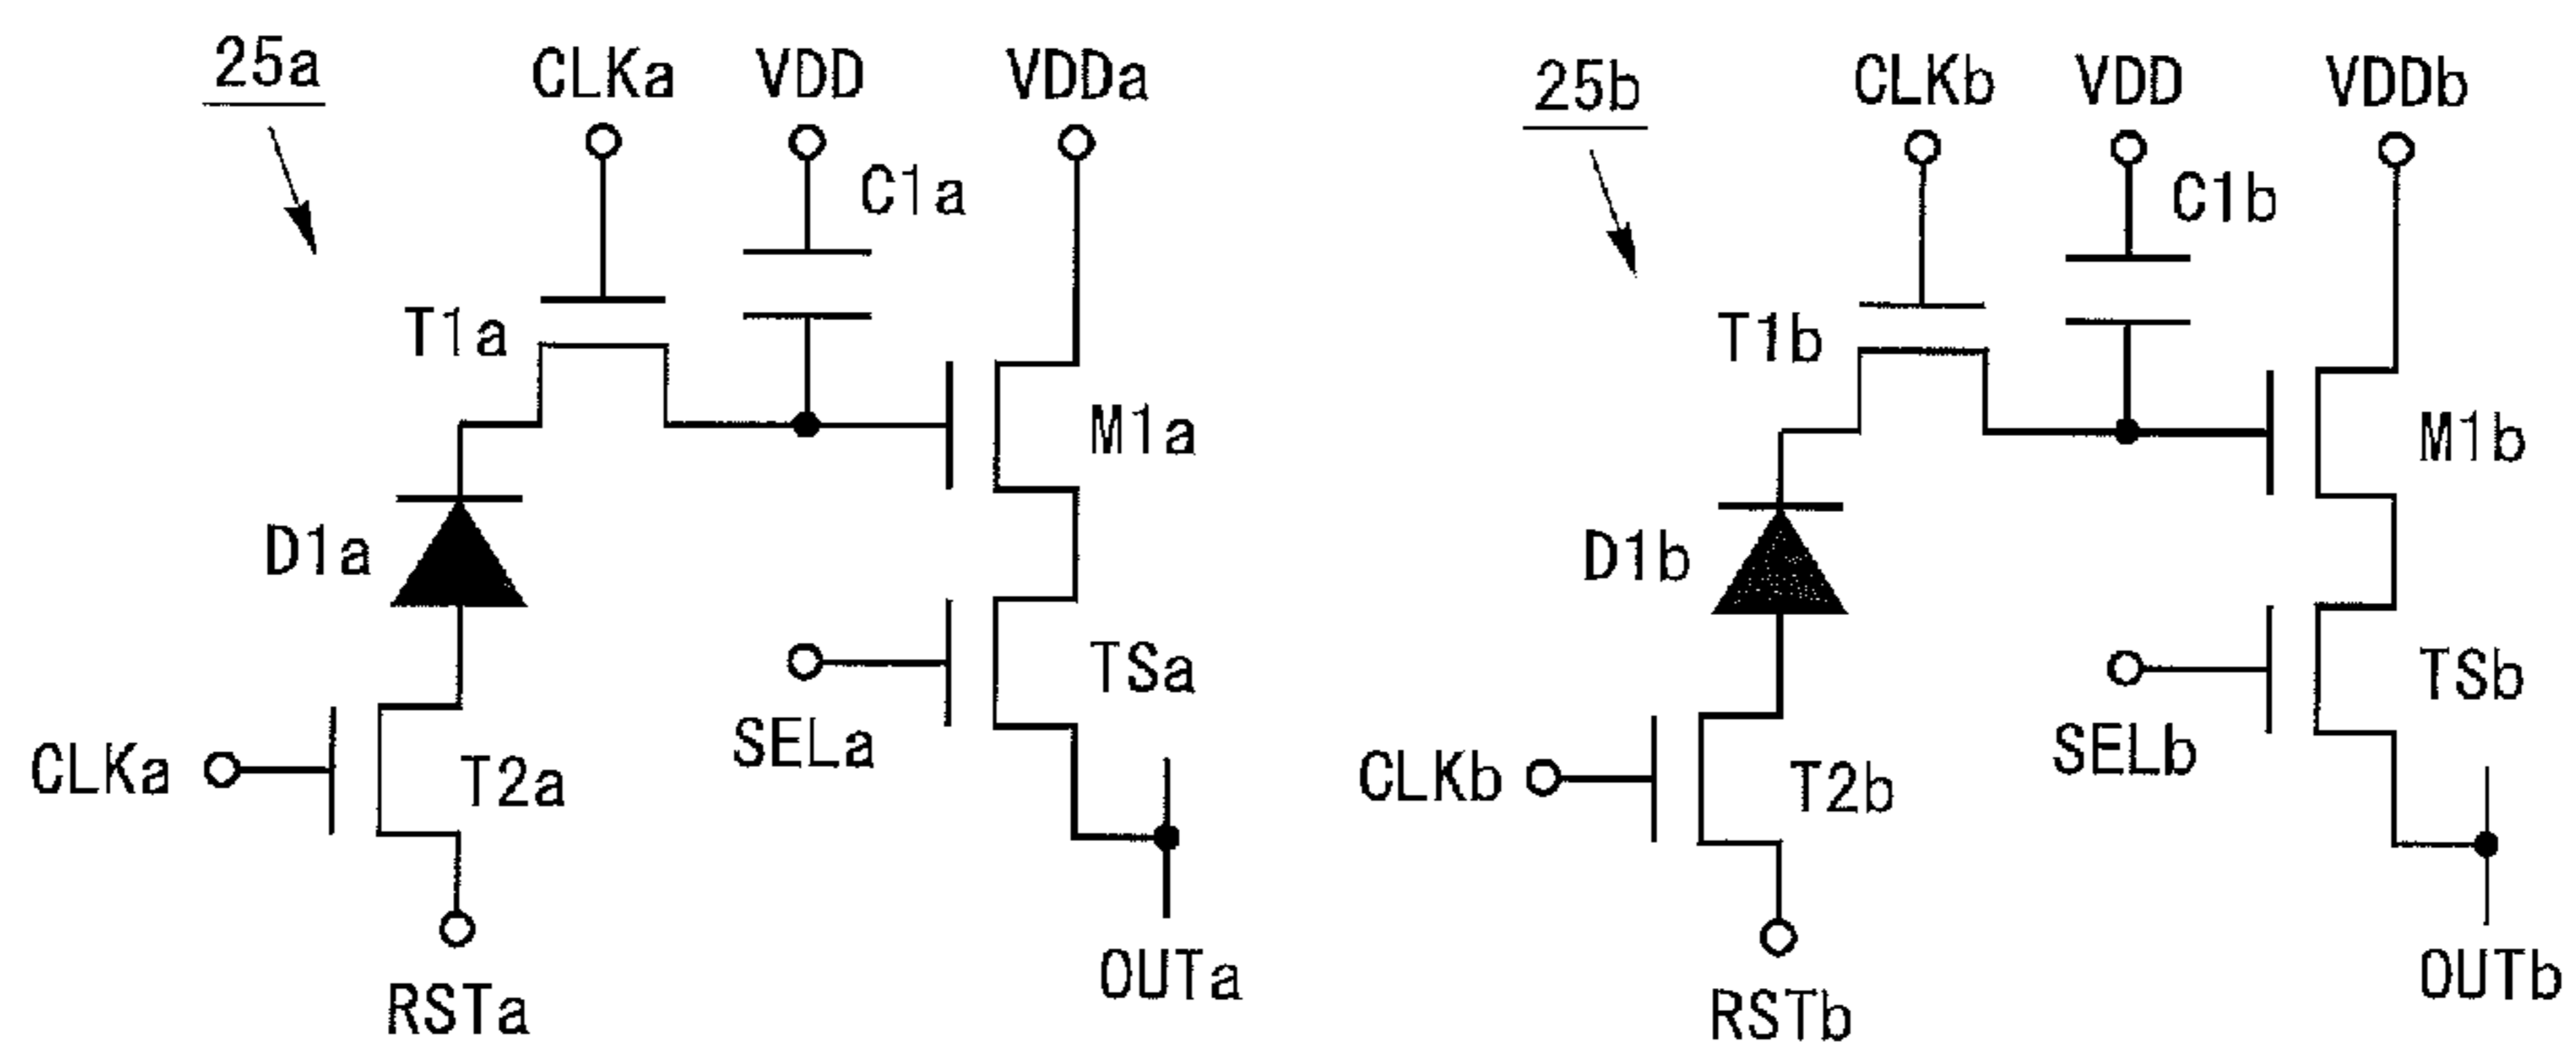 25a
CLKa
VDD
VDDa
C1a
T1a
M1a
D1a
TSa
SELa
CLKa
T2a
OUTa
RSTa
25b
CLKb
VDD
VDDb
C1b
T1b
M1b
D1b
TSb
SELb
CLKb
T2b
OUTb
RSTb